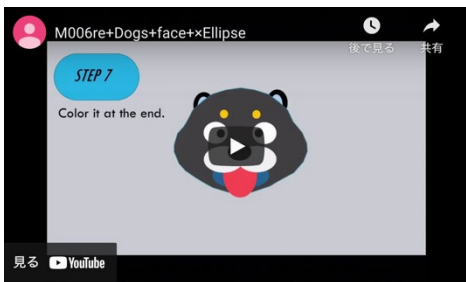 M006re+Dogs+face+×Ellipse
後で見る
共有
STEP 7
Color it at the end.
見る YouTube